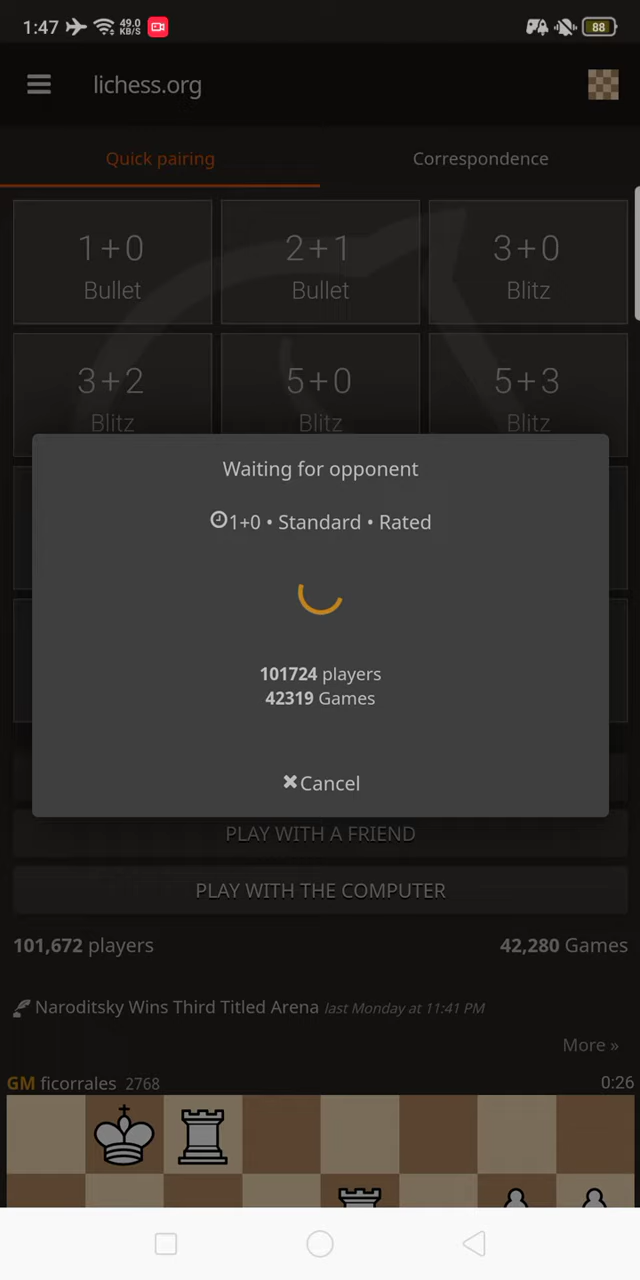 1:47 49.0 KB/S 88
lichess.org
Quick pairing Correspondence
1+0 2+1 3+0
Bullet Bullet Blitz
3+2 5+0 5+3
Blitz Blitz Blitz
Waiting for opponent
1+0 • Standard • Rated
101724 players
42319 Games
✖Cancel
PLAY WITH A FRIEND
PLAY WITH THE COMPUTER
101,672 players 42,280 Games
Naroditsky Wins Third Titled Arena last Monday at 11:41 PM
More »
GM ficorrales 2768 0:26